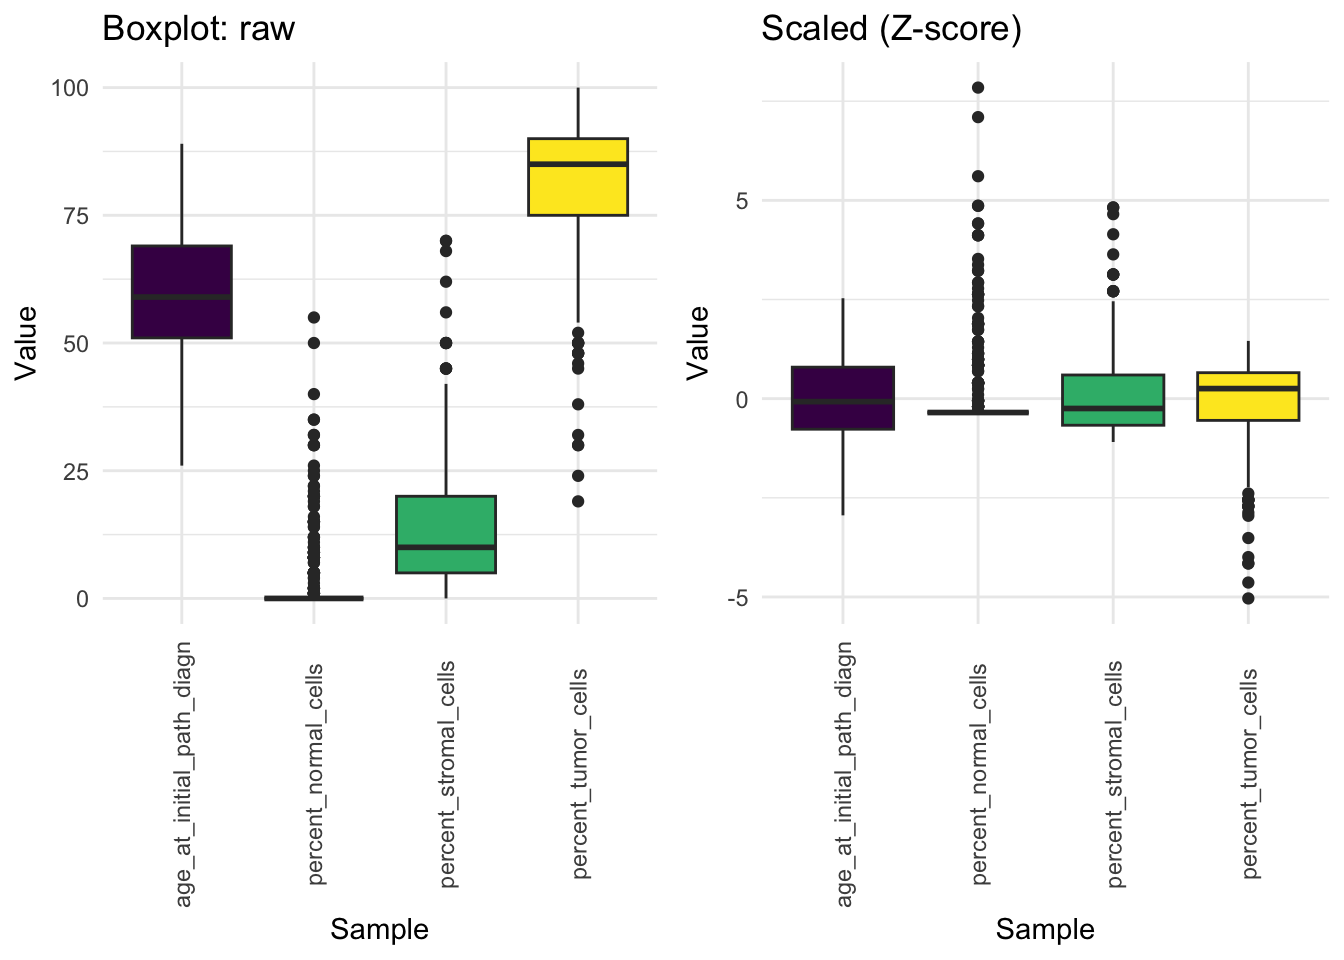 Boxplot: raw
Value
100
75
50
25
0
age_at_initial_path_diagn
percent_normal_cells
percent_stromal_cells
percent_tumor_cells
Sample
Scaled (Z-score)
Value
5
0
-5
age_at_initial_path_diagn
percent_normal_cells
percent_stromal_cells
percent_tumor_cells
Sample